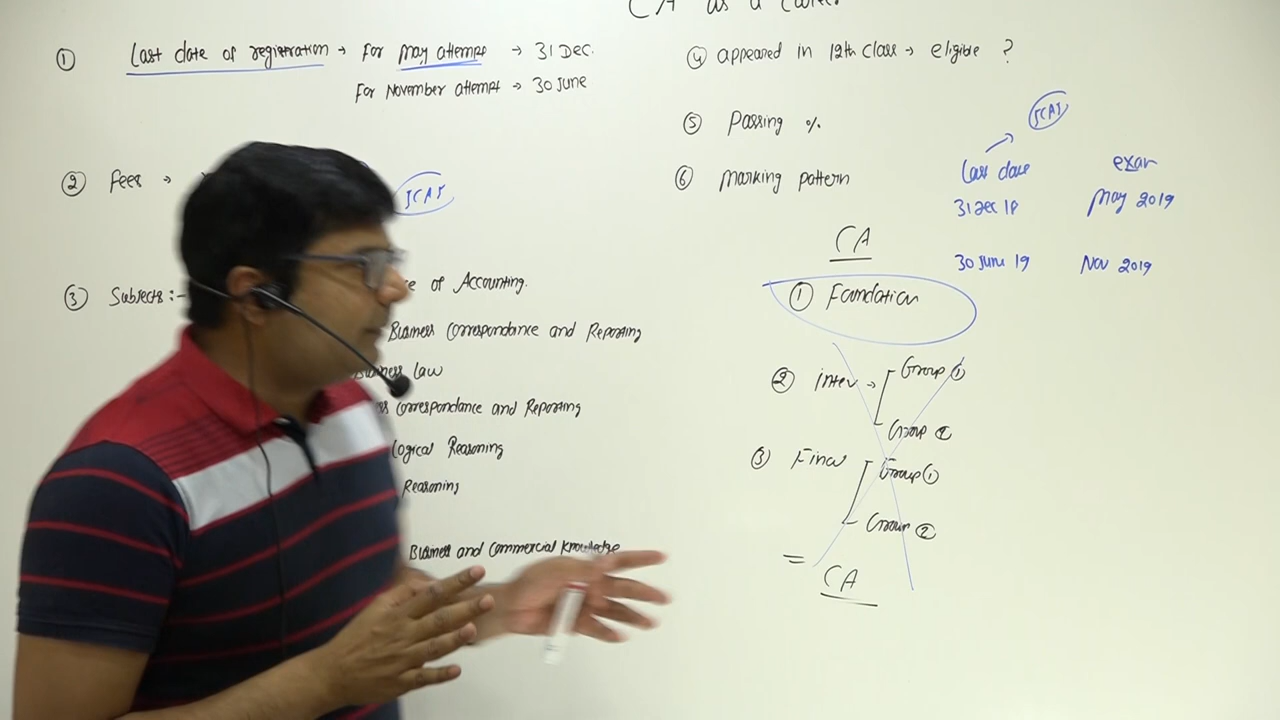 CA as a Career
① Last date of registration → For May attempt → 31 Dec.
For November attempt → 30 June
② Fees →
ICAI
③ Subjects :-
of Accounting.
Business Correspondance and Reporting
Business Law
Correspondance and Reporting
Logical Reasoning
Reasoning
Business and Commercial Knowledge
④ appeared in 12th class → eligible ?
⑤ Passing %.
⑥ Marking pattern
ICAI
Last date exam
31 Dec 18 May 2019
30 June 19 Nov 2019
CA
① Foundation
② inter → Group ①
Group ②
③ Final Group ①
Group ②
= CA